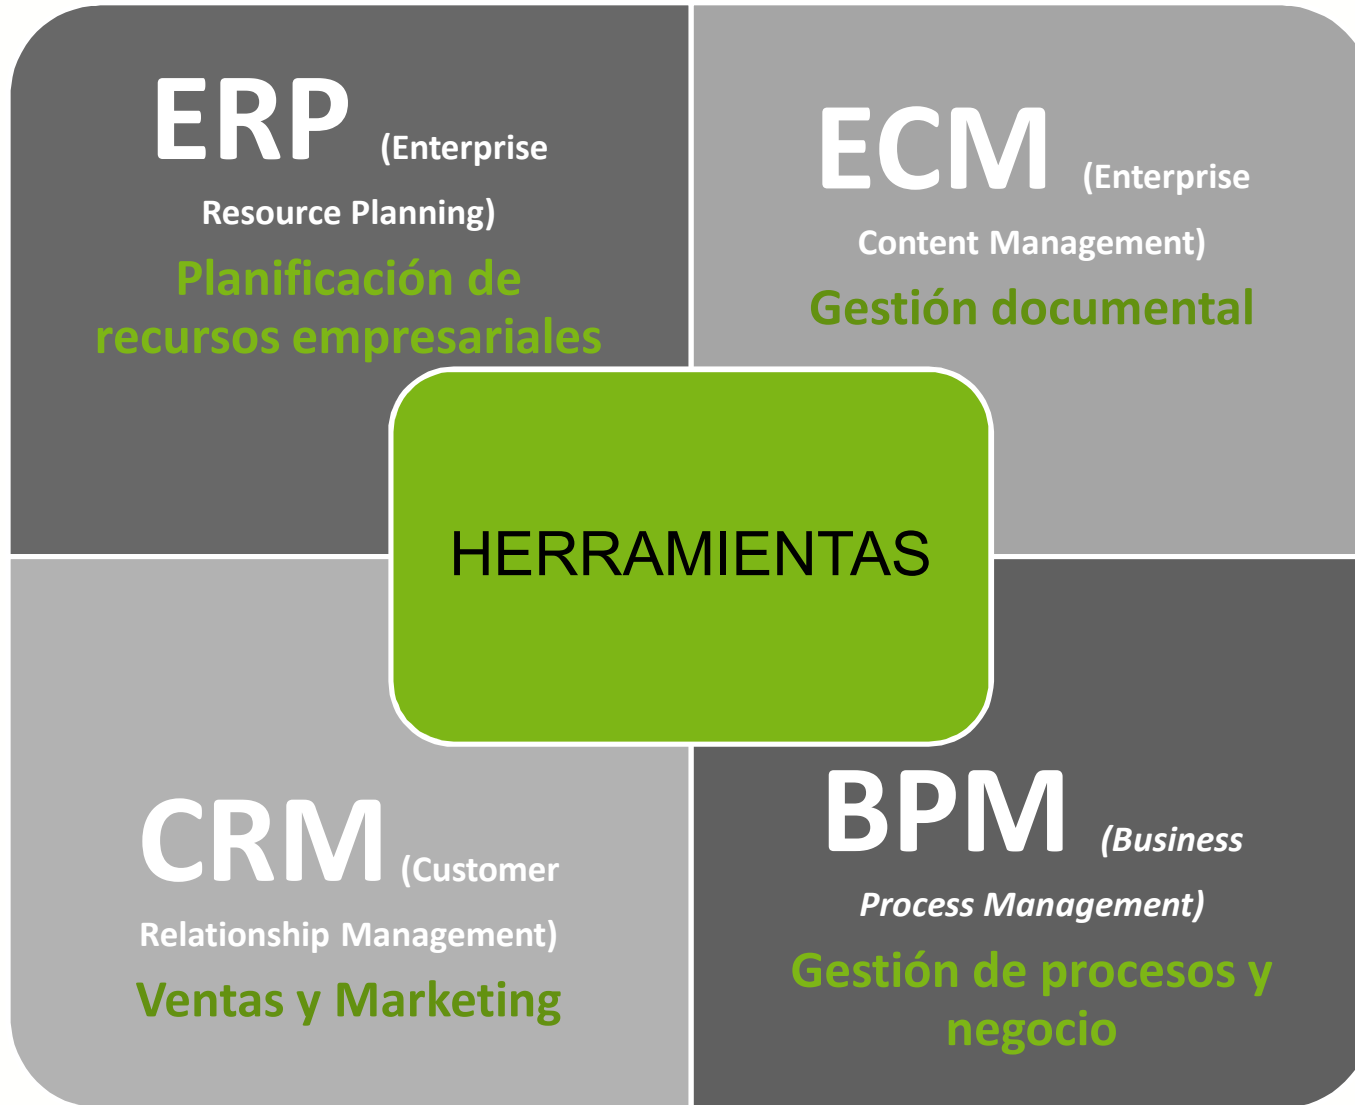 ERP (Enterprise
Resource Planning)
Planificación de
recursos empresariales
ECM (Enterprise
Content Management)
Gestión documental
HERRAMIENTAS
CRM (Customer
Relationship Management)
Ventas y Marketing
BPM (Business
Process Management)
Gestión de procesos y
negocio